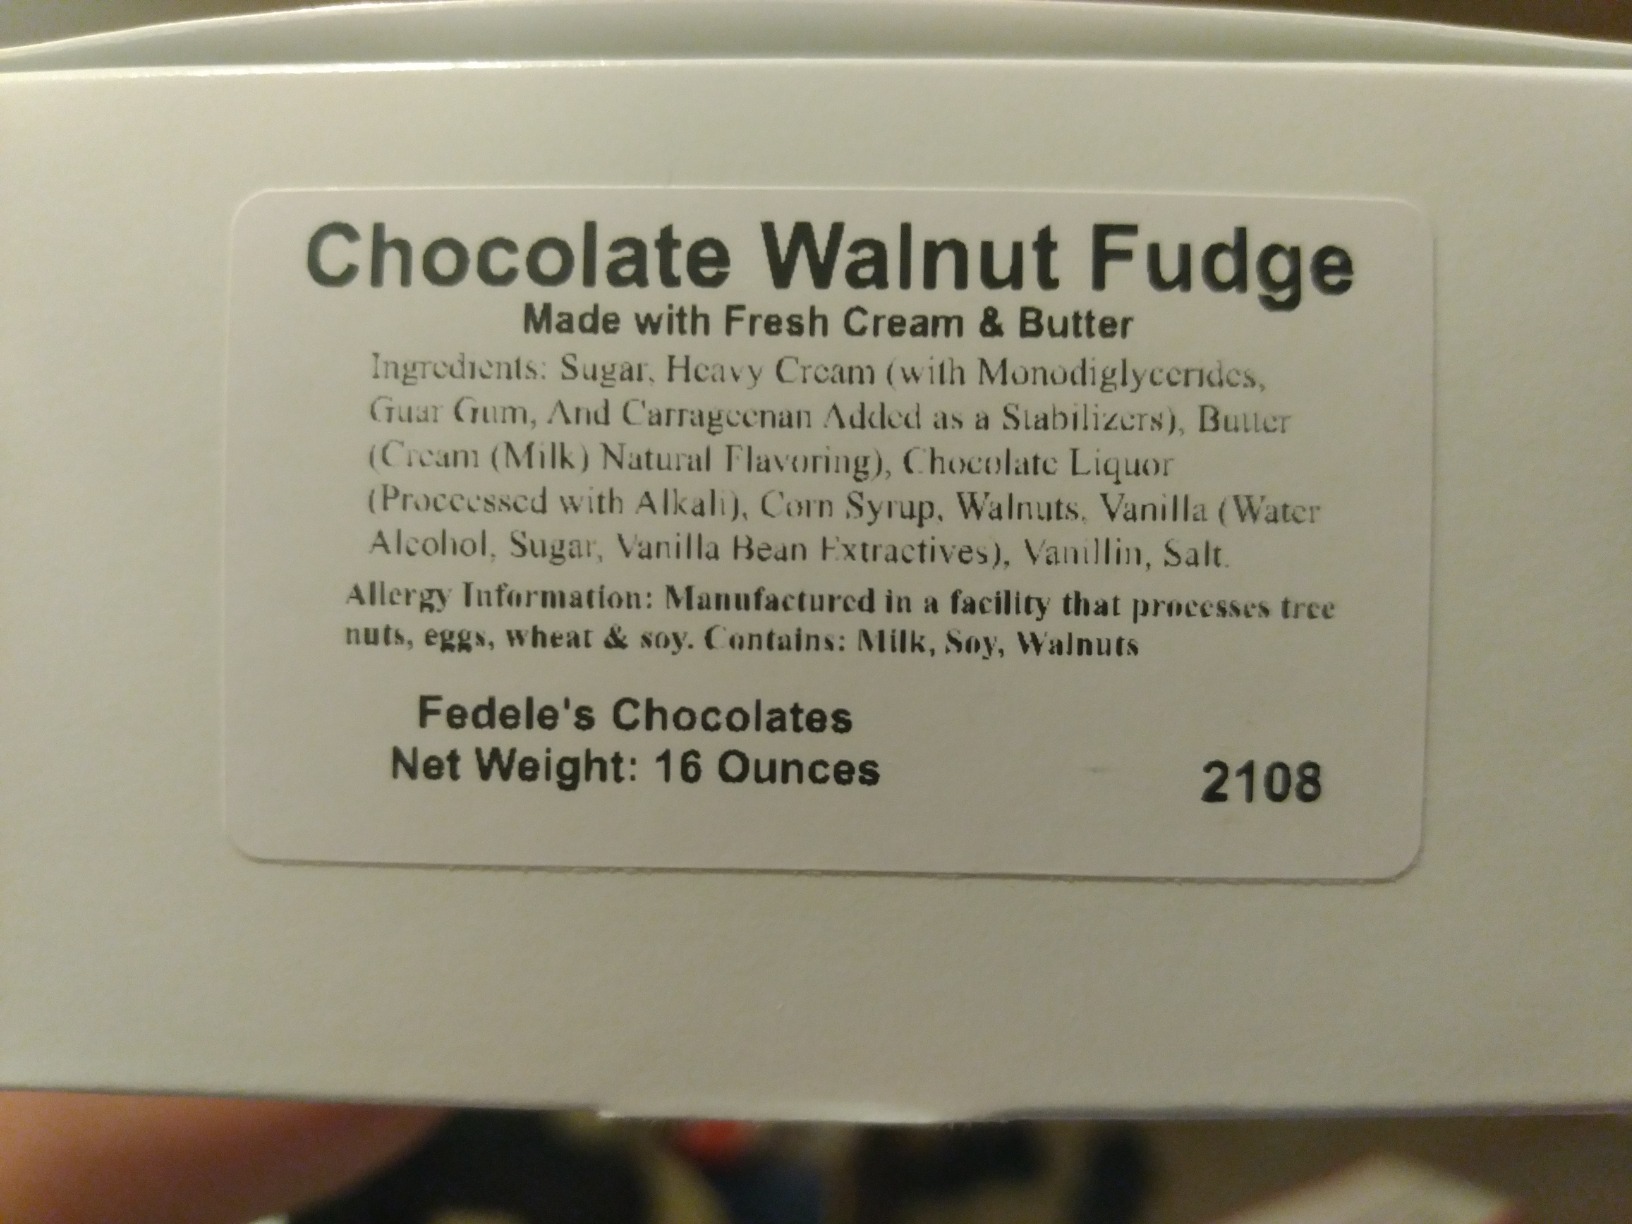 Chocolate Walnut Fudge
Made with Fresh Cream & Butter
Ingredients: Sugar, Heavy Cream (with Monodiglycerides,
Guar Gum, And Carrageenan Added as a Stabilizers), Butter
(Cream (Milk) Natural Flavoring), Chocolate Liquor
(Proccessed with Alkali), Corn Syrup, Walnuts, Vanilla (Water
Alcohol, Sugar, Vanilla Bean Extractives), Vanillin, Salt.
Allergy Information: Manufactured in a facility that processes tree
nuts, eggs, wheat & soy. Contains: Milk, Soy, Walnuts
Fedele's Chocolates
Net Weight: 16 Ounces
2108